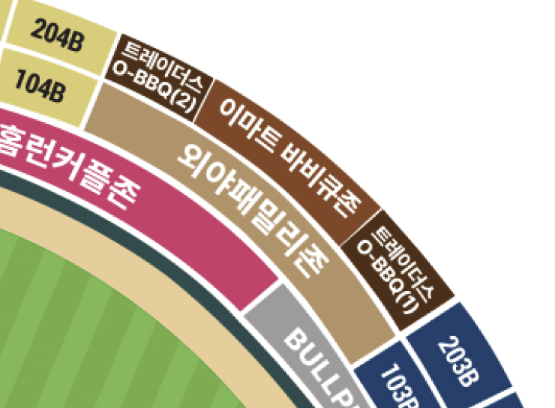 204B
트레이더스
O-BBQ(2)
104B
이마트 바비큐존
외야패밀리존
홈런커플존
트레이더스
O-BBQ(1)
BULLP
203B
103B